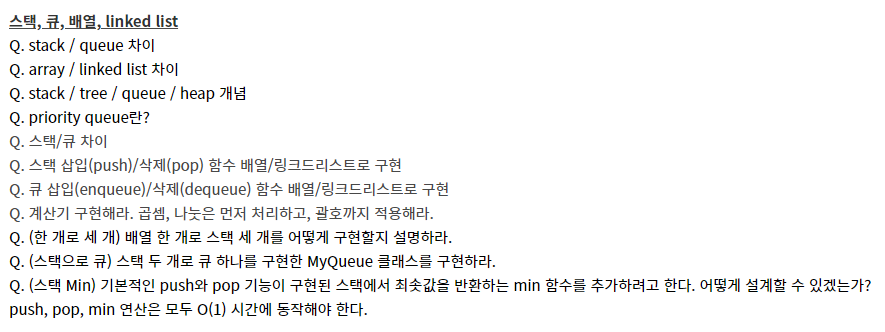 스택, 큐, 배열, linked list
Q. stack / queue 차이
Q. array / linked list 차이
Q. stack / tree / queue / heap 개념
Q. priority queue란?
Q. 스택/큐 차이
Q. 스택 삽입(push)/삭제(pop) 함수 배열/링크드리스트로 구현
Q. 큐 삽입(enqueue)/삭제(dequeue) 함수 배열/링크드리스트로 구현
Q. 계산기 구현해라. 곱셈, 나눗은 먼저 처리하고, 괄호까지 적용해라.
Q. (한 개로 세 개) 배열 한 개로 스택 세 개를 어떻게 구현할지 설명하라.
Q. (스택으로 큐) 스택 두 개로 큐 하나를 구현한 MyQueue 클래스를 구현하라.
Q. (스택 Min) 기본적인 push와 pop 기능이 구현된 스택에서 최솟값을 반환하는 min 함수를 추가하려고 한다. 어떻게 설계할 수 있겠는가?
push, pop, min 연산은 모두 O(1) 시간에 동작해야 한다.